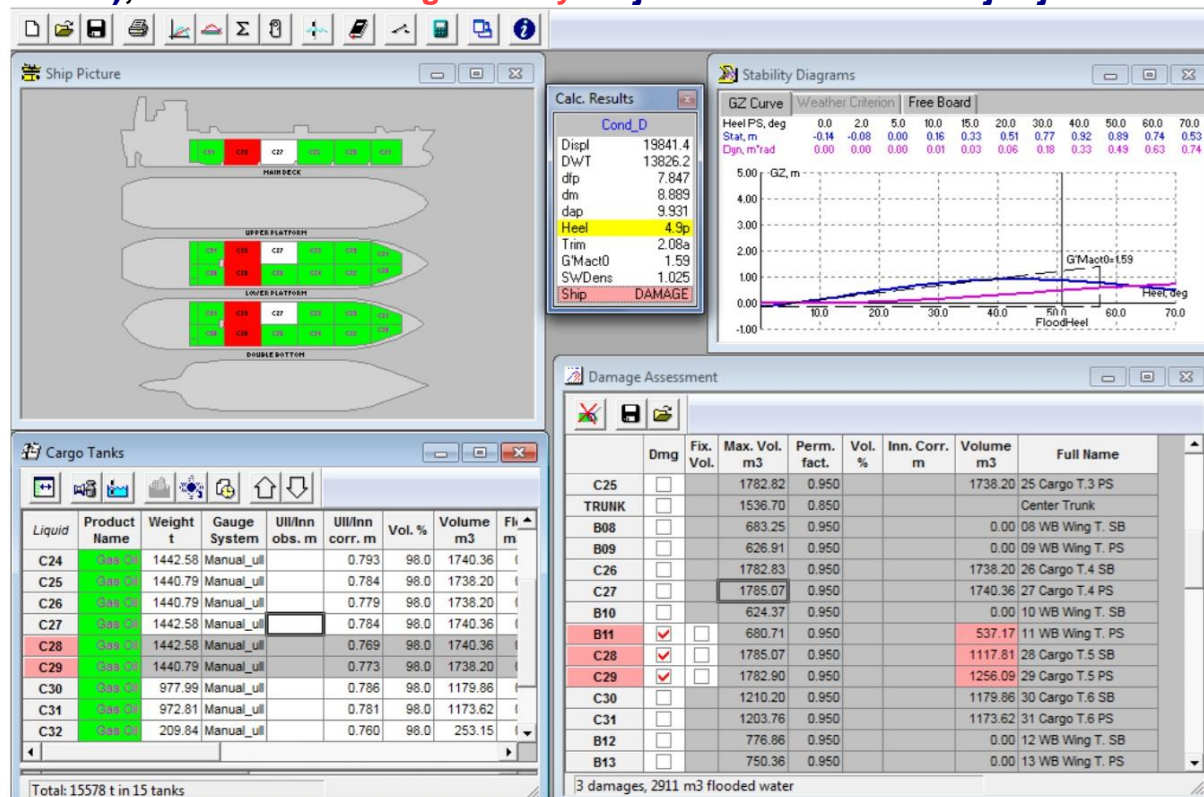 Ship Picture
MAIN DECK
UPPER PLATFORM
C27
LOWER PLATFORM
C27
DOUBLE BOTTOM
Calc. Results
Cond_D
Displ 19841.4
DWT 13826.2
dfp 7.847
dm 8.889
dap 9.931
Heel 4.9p
Trim 2.08a
G'Mact0 1.59
SWDens 1.025
Ship DAMAGE
Stability Diagrams
GZ Curve Weather Criterion Free Board
Heel PS, deg 0.0 2.0 5.0 10.0 15.0 20.0 30.0 40.0 50.0 60.0 70.0
Stat, m -0.14 -0.08 0.00 0.16 0.33 0.51 0.77 0.92 0.89 0.74 0.53
Dyn, m*rad 0.00 0.00 0.00 0.01 0.03 0.06 0.18 0.33 0.49 0.63 0.74
5.00 GZ, m
4.00
3.00
2.00
G'Mact0=1.59
1.00
Heel, deg
0.00
10.0 20.0 30.0 40.0 50.0 60.0 70.0
FloodHeel
-1.00
Cargo Tanks
Liquid Product Name Weight t Gauge System Ull/Inn obs. m Ull/Inn corr. m Vol. % Volume m3
C24 Gas Oil 1442.58 Manual_ull 0.793 98.0 1740.36
C25 Gas Oil 1440.79 Manual_ull 0.784 98.0 1738.20
C26 Gas Oil 1440.79 Manual_ull 0.779 98.0 1738.20
C27 Gas Oil 1442.58 Manual_ull 0.784 98.0 1740.36
C28 Gas Oil 1442.58 Manual_ull 0.769 98.0 1740.36
C29 Gas Oil 1440.79 Manual_ull 0.773 98.0 1738.20
C30 Gas Oil 977.99 Manual_ull 0.786 98.0 1179.86
C31 Gas Oil 972.81 Manual_ull 0.781 98.0 1173.62
C32 Gas Oil 209.84 Manual_ull 0.760 98.0 253.15
Total: 15578 t in 15 tanks
Damage Assessment
Dmg Fix. Vol. Max. Vol. m3 Perm. fact. Vol. % Inn. Corr. m Volume m3 Full Name
C25 1782.82 0.950 1738.20 25 Cargo T.3 PS
TRUNK 1536.70 0.850 Center Trunk
B08 683.25 0.950 0.00 08 WB Wing T. SB
B09 626.91 0.950 0.00 09 WB Wing T. PS
C26 1782.83 0.950 1738.20 26 Cargo T.4 SB
C27 1785.07 0.950 1740.36 27 Cargo T.4 PS
B10 624.37 0.950 0.00 10 WB Wing T. SB
B11 680.71 0.950 537.17 11 WB Wing T. PS
C28 1785.07 0.950 1117.81 28 Cargo T.5 SB
C29 1782.90 0.950 1256.09 29 Cargo T.5 PS
C30 1210.20 0.950 1179.86 30 Cargo T.6 SB
C31 1203.76 0.950 1173.62 31 Cargo T.6 PS
B12 776.86 0.950 0.00 12 WB Wing T. SB
B13 750.36 0.950 0.00 13 WB Wing T. PS
3 damages, 2911 m3 flooded water